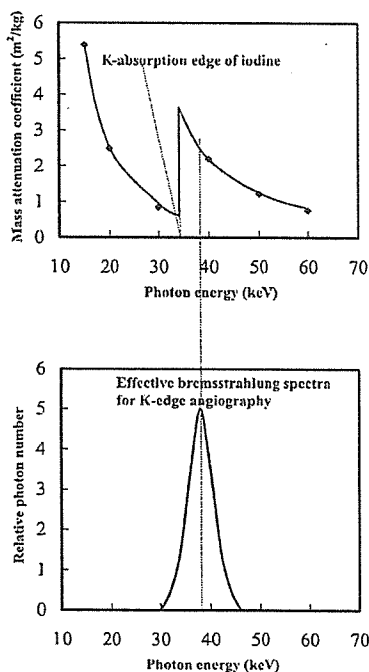 6
5
4
3
2
1
0
Mass attenuation coefficient (m²/kg)
K-absorption edge of iodine
10 20 30 40 50 60 70
Photon energy (keV)
6
5
4
3
2
1
0
Relative photon number
Effective bremsstrahlung spectra
for K-edge angiography
10 20 30 40 50 60 70
Photon energy (keV)